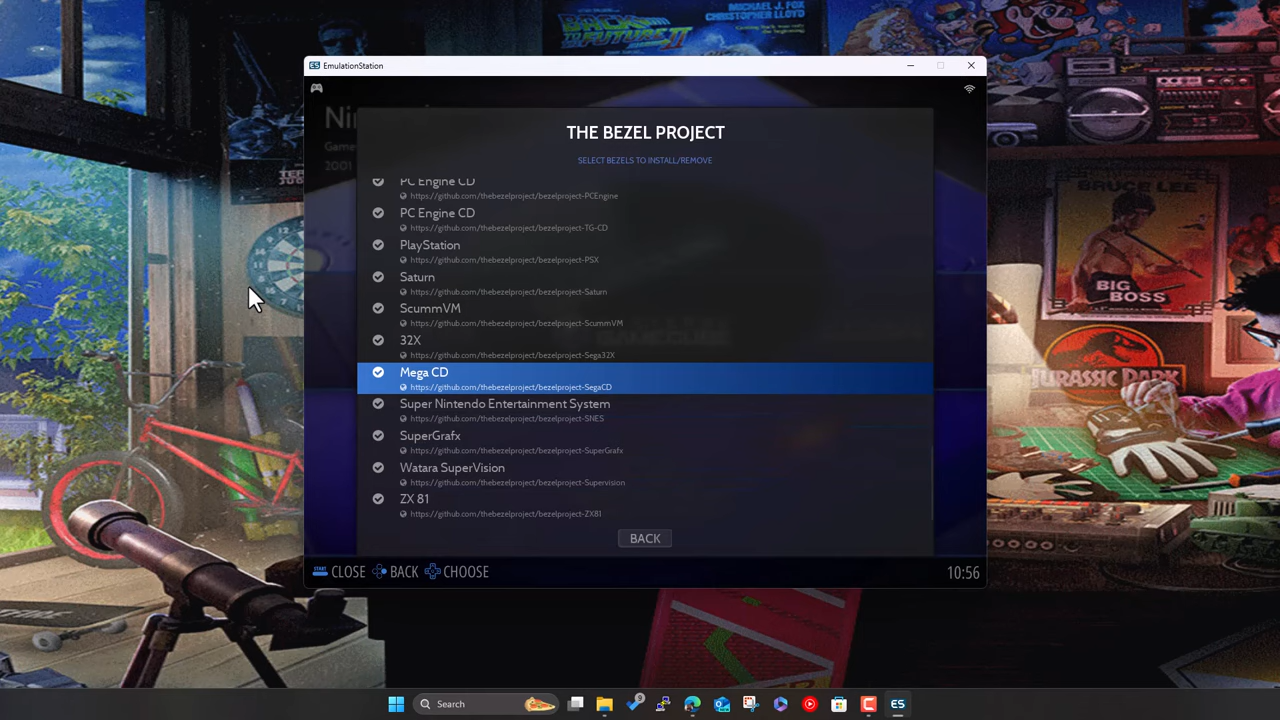 MICHAEL J. FOX
CHRISTOPHER LLOYD
BACK TO THE FUTURE II
EmulationStation
Nin
Game
2001
THE BEZEL PROJECT
SELECT BEZELS TO INSTALL/REMOVE
PC Engine CD
https://github.com/thebezelproject/bezelproject-PCEngine
PC Engine CD
https://github.com/thebezelproject/bezelproject-TG-CD
PlayStation
https://github.com/thebezelproject/bezelproject-PSX
Saturn
https://github.com/thebezelproject/bezelproject-Saturn
ScummVM
https://github.com/thebezelproject/bezelproject-ScummVM
32X
https://github.com/thebezelproject/bezelproject-Sega32X
Mega CD
https://github.com/thebezelproject/bezelproject-SegaCD
Super Nintendo Entertainment System
https://github.com/thebezelproject/bezelproject-SNES
SuperGrafx
https://github.com/thebezelproject/bezelproject-SuperGrafx
Watara SuperVision
https://github.com/thebezelproject/bezelproject-Supervision
ZX 81
https://github.com/thebezelproject/bezelproject-ZX81
BACK
START CLOSE BACK CHOOSE
10:56
BRUCE LEE
BIG
BOSS
JURASSIC PARK
Search
9
ES